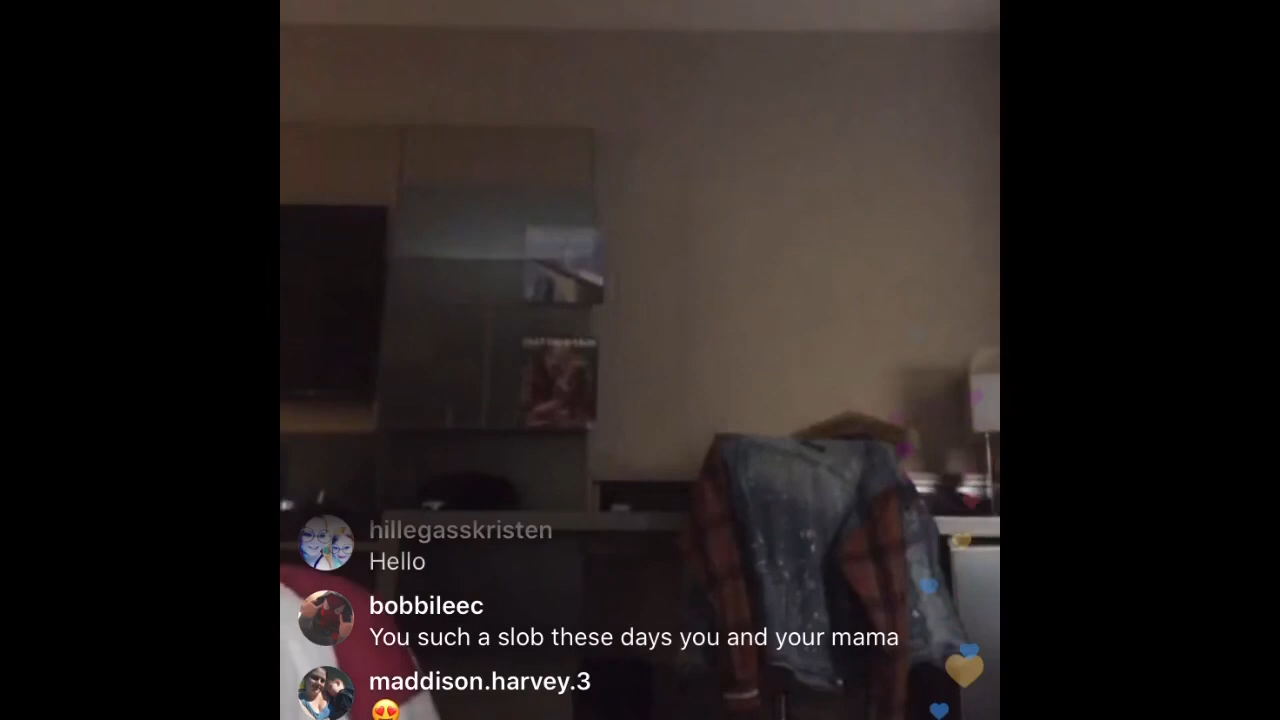 hillegasskristen
Hello
bobbileec
You such a slob these days you and your mama
maddison.harvey.3
😍